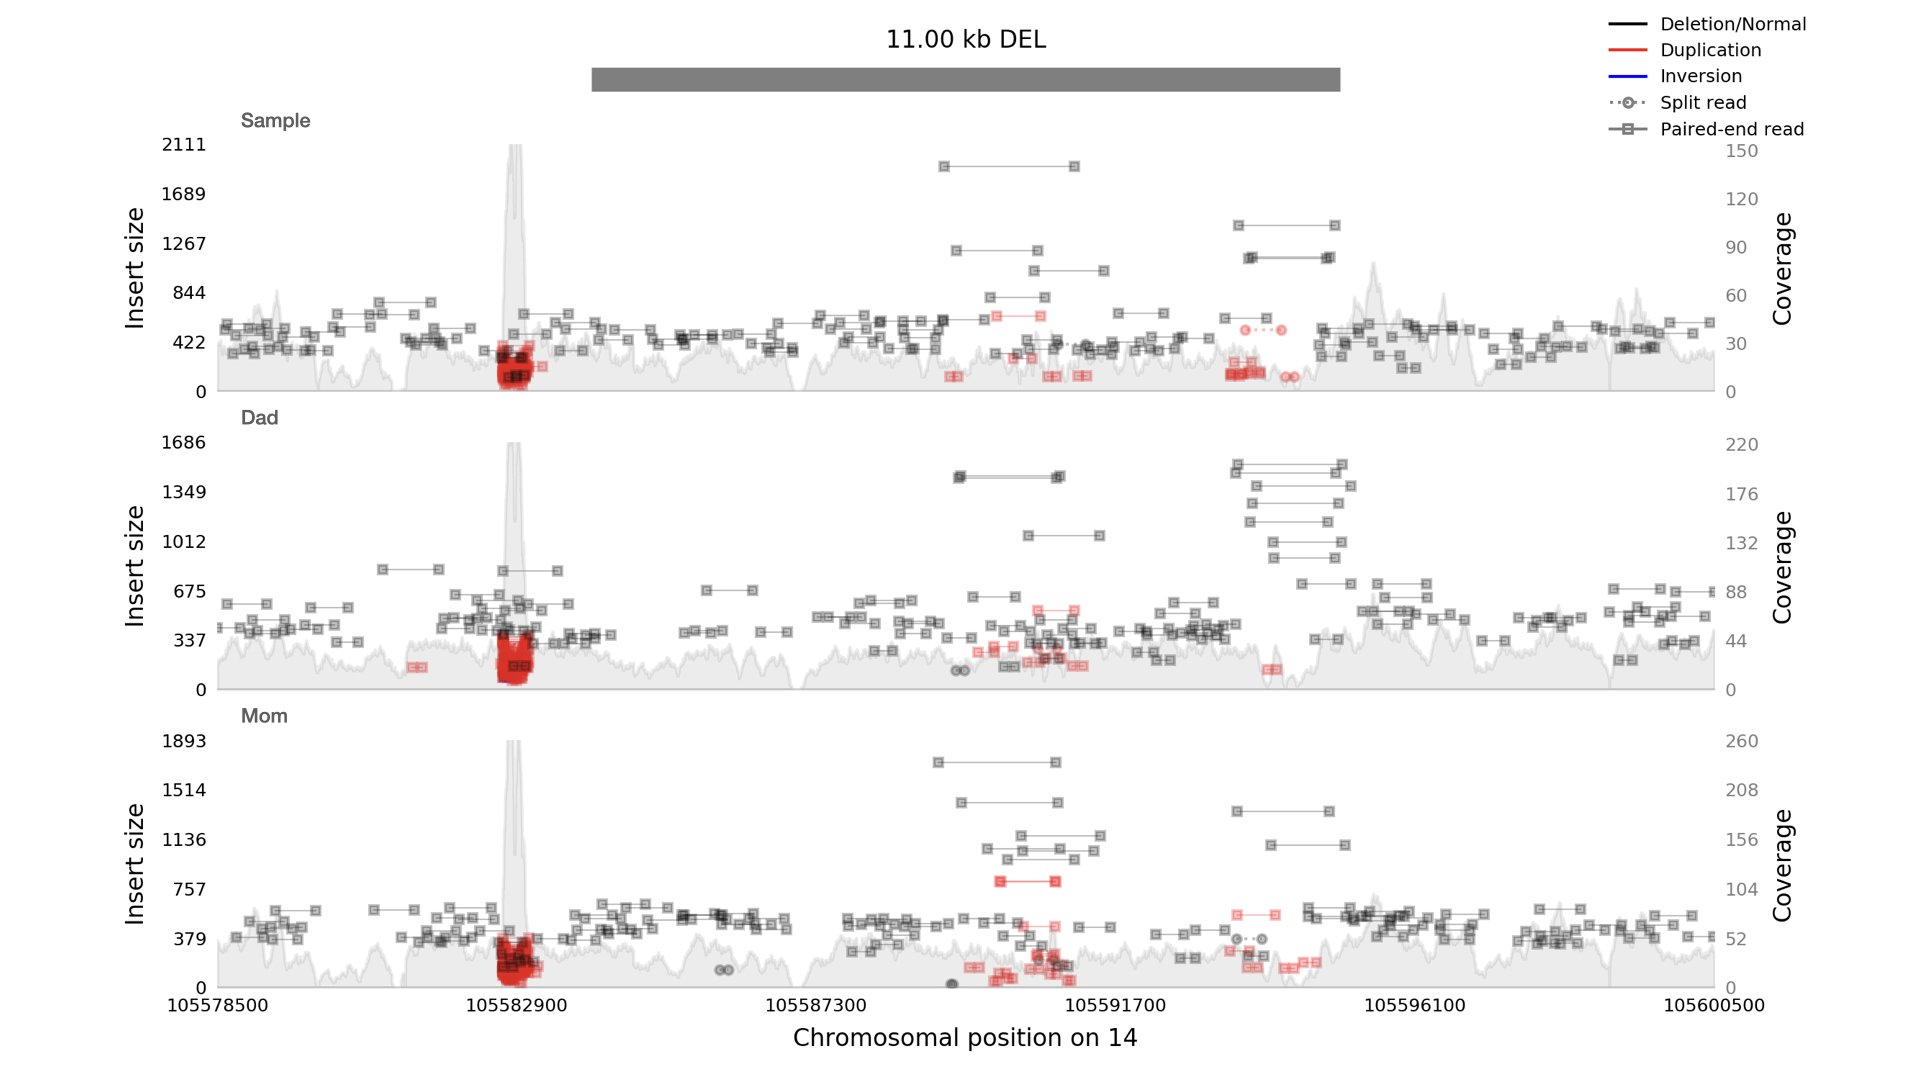 11.00 kb DEL
Deletion/Normal
Duplication
Inversion
Split read
Paired-end read
Sample
2111
1689
1267
844
422
0
Insert size
150
120
90
60
30
0
Coverage
Dad
1686
1349
1012
675
337
0
Insert size
220
176
132
88
44
0
Coverage
Mom
1893
1514
1136
757
379
0
Insert size
260
208
156
104
52
0
Coverage
105578500 105582900 105587300 105591700 105596100 105600500
Chromosomal position on 14